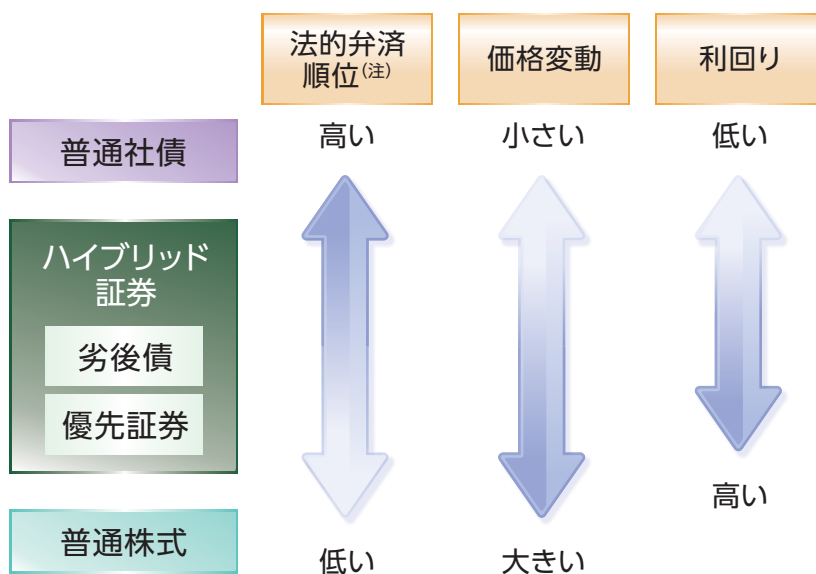 法的弁済
順位(注)
価格変動
利回り
普通社債
高い
小さい
低い
ハイブリッド
証券
劣後債
優先証券
高い
普通株式
低い
大きい